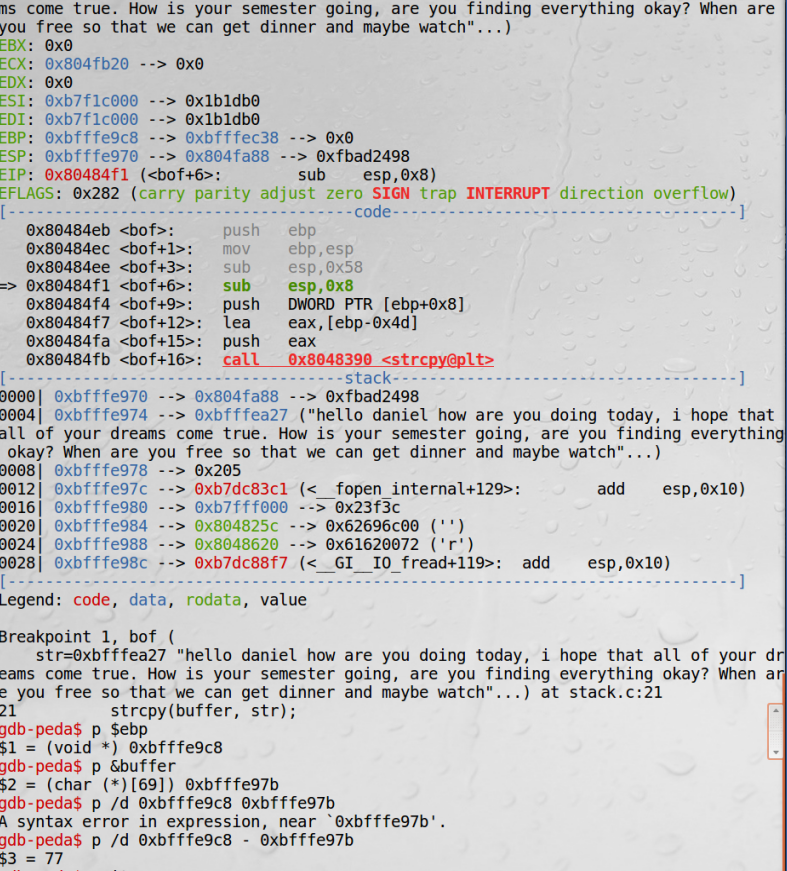 ms come true. How is your semester going, are you finding everything okay? When are
you free so that we can get dinner and maybe watch"...)
EBX: 0x0
ECX: 0x804fb20 --> 0x0
EDX: 0x0
ESI: 0xb7f1c000 --> 0x1b1db0
EDI: 0xb7f1c000 --> 0x1b1db0
EBP: 0xbfffe9c8 --> 0xbfffec38 --> 0x0
ESP: 0xbfffe970 --> 0x804fa88 --> 0xfbad2498
EIP: 0x80484f1 (<bof+6>: sub esp,0x8)
EFLAGS: 0x282 (carry parity adjust zero SIGN trap INTERRUPT direction overflow)
[-------------------------------------code-------------------------------------]
0x80484eb <bof>: push ebp
0x80484ec <bof+1>: mov ebp,esp
0x80484ee <bof+3>: sub esp,0x58
=> 0x80484f1 <bof+6>: sub esp,0x8
0x80484f4 <bof+9>: push DWORD PTR [ebp+0x8]
0x80484f7 <bof+12>: lea eax,[ebp-0x4d]
0x80484fa <bof+15>: push eax
0x80484fb <bof+16>: call 0x8048390 <strcpy@plt>
[------------------------------------stack-------------------------------------]
0000| 0xbfffe970 --> 0x804fa88 --> 0xfbad2498
0004| 0xbfffe974 --> 0xbfffea27 ("hello daniel how are you doing today, i hope that
all of your dreams come true. How is your semester going, are you finding everything
okay? When are you free so that we can get dinner and maybe watch"...)
0008| 0xbfffe978 --> 0x205
0012| 0xbfffe97c --> 0xb7dc83c1 (<__fopen_internal+129>: add esp,0x10)
0016| 0xbfffe980 --> 0xb7fff000 --> 0x23f3c
0020| 0xbfffe984 --> 0x804825c --> 0x62696c00 ('')
0024| 0xbfffe988 --> 0x8048620 --> 0x61620072 ('r')
0028| 0xbfffe98c --> 0xb7dc88f7 (<__GI__IO_fread+119>: add esp,0x10)
[------------------------------------------------------------------------------]
Legend: code, data, rodata, value
Breakpoint 1, bof (
str=0xbfffea27 "hello daniel how are you doing today, i hope that all of your dr
eams come true. How is your semester going, are you finding everything okay? When ar
e you free so that we can get dinner and maybe watch"...) at stack.c:21
21 strcpy(buffer, str);
gdb-peda$ p $ebp
$1 = (void *) 0xbfffe9c8
gdb-peda$ p &buffer
$2 = (char (*)[69]) 0xbfffe97b
gdb-peda$ p /d 0xbfffe9c8 0xbfffe97b
A syntax error in expression, near `0xbfffe97b'.
gdb-peda$ p /d 0xbfffe9c8 - 0xbfffe97b
$3 = 77